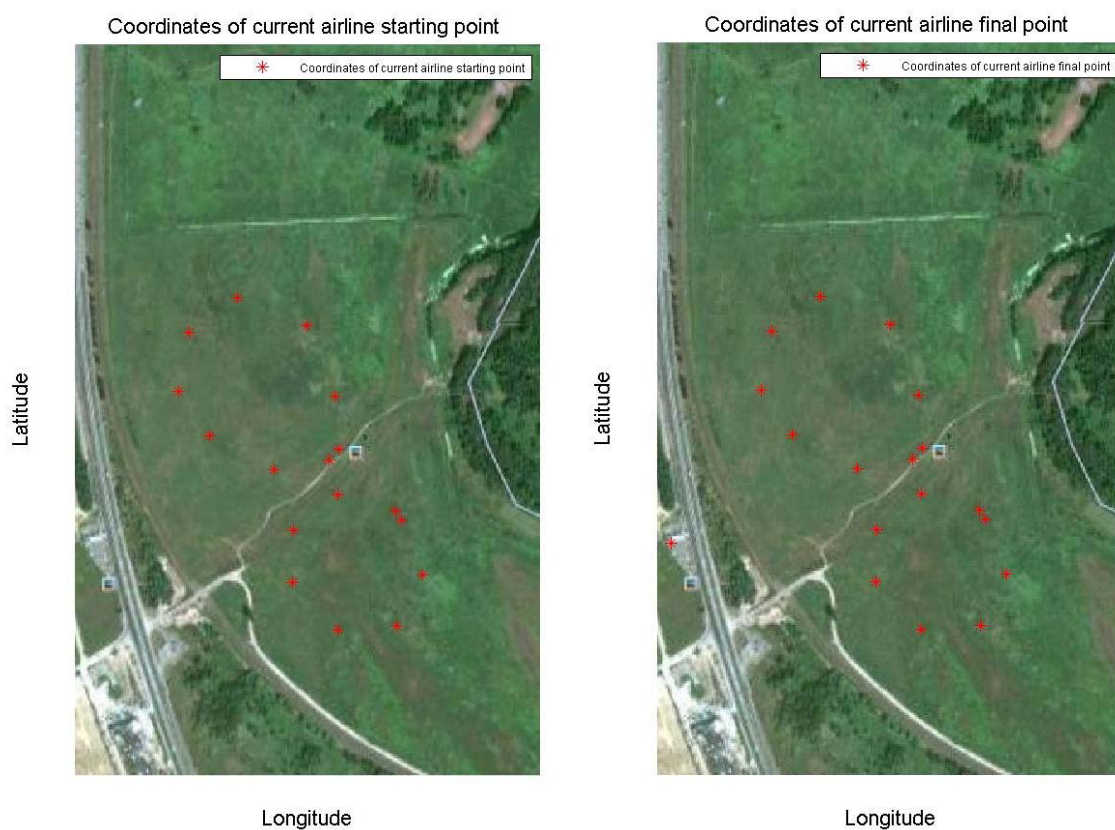 Coordinates of current airline starting point
Coordinates of current airline starting point
Latitude
Longitude
Coordinates of current airline final point
Coordinates of current airline final point
Latitude
Longitude